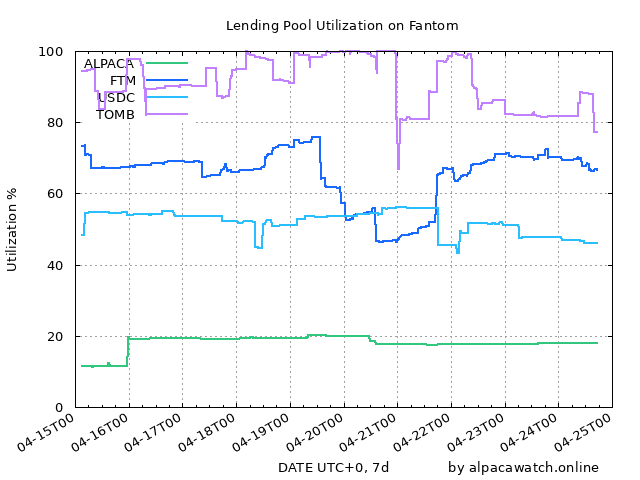 Lending Pool Utilization on Fantom
Utilization %
100
80
60
40
20
0
ALPACA
FTM
USDC
TOMB
04-15T00
04-16T00
04-17T00
04-18T00
04-19T00
04-20T00
04-21T00
04-22T00
04-23T00
04-24T00
04-25T00
DATE UTC+0, 7d
by alpacawatch.online